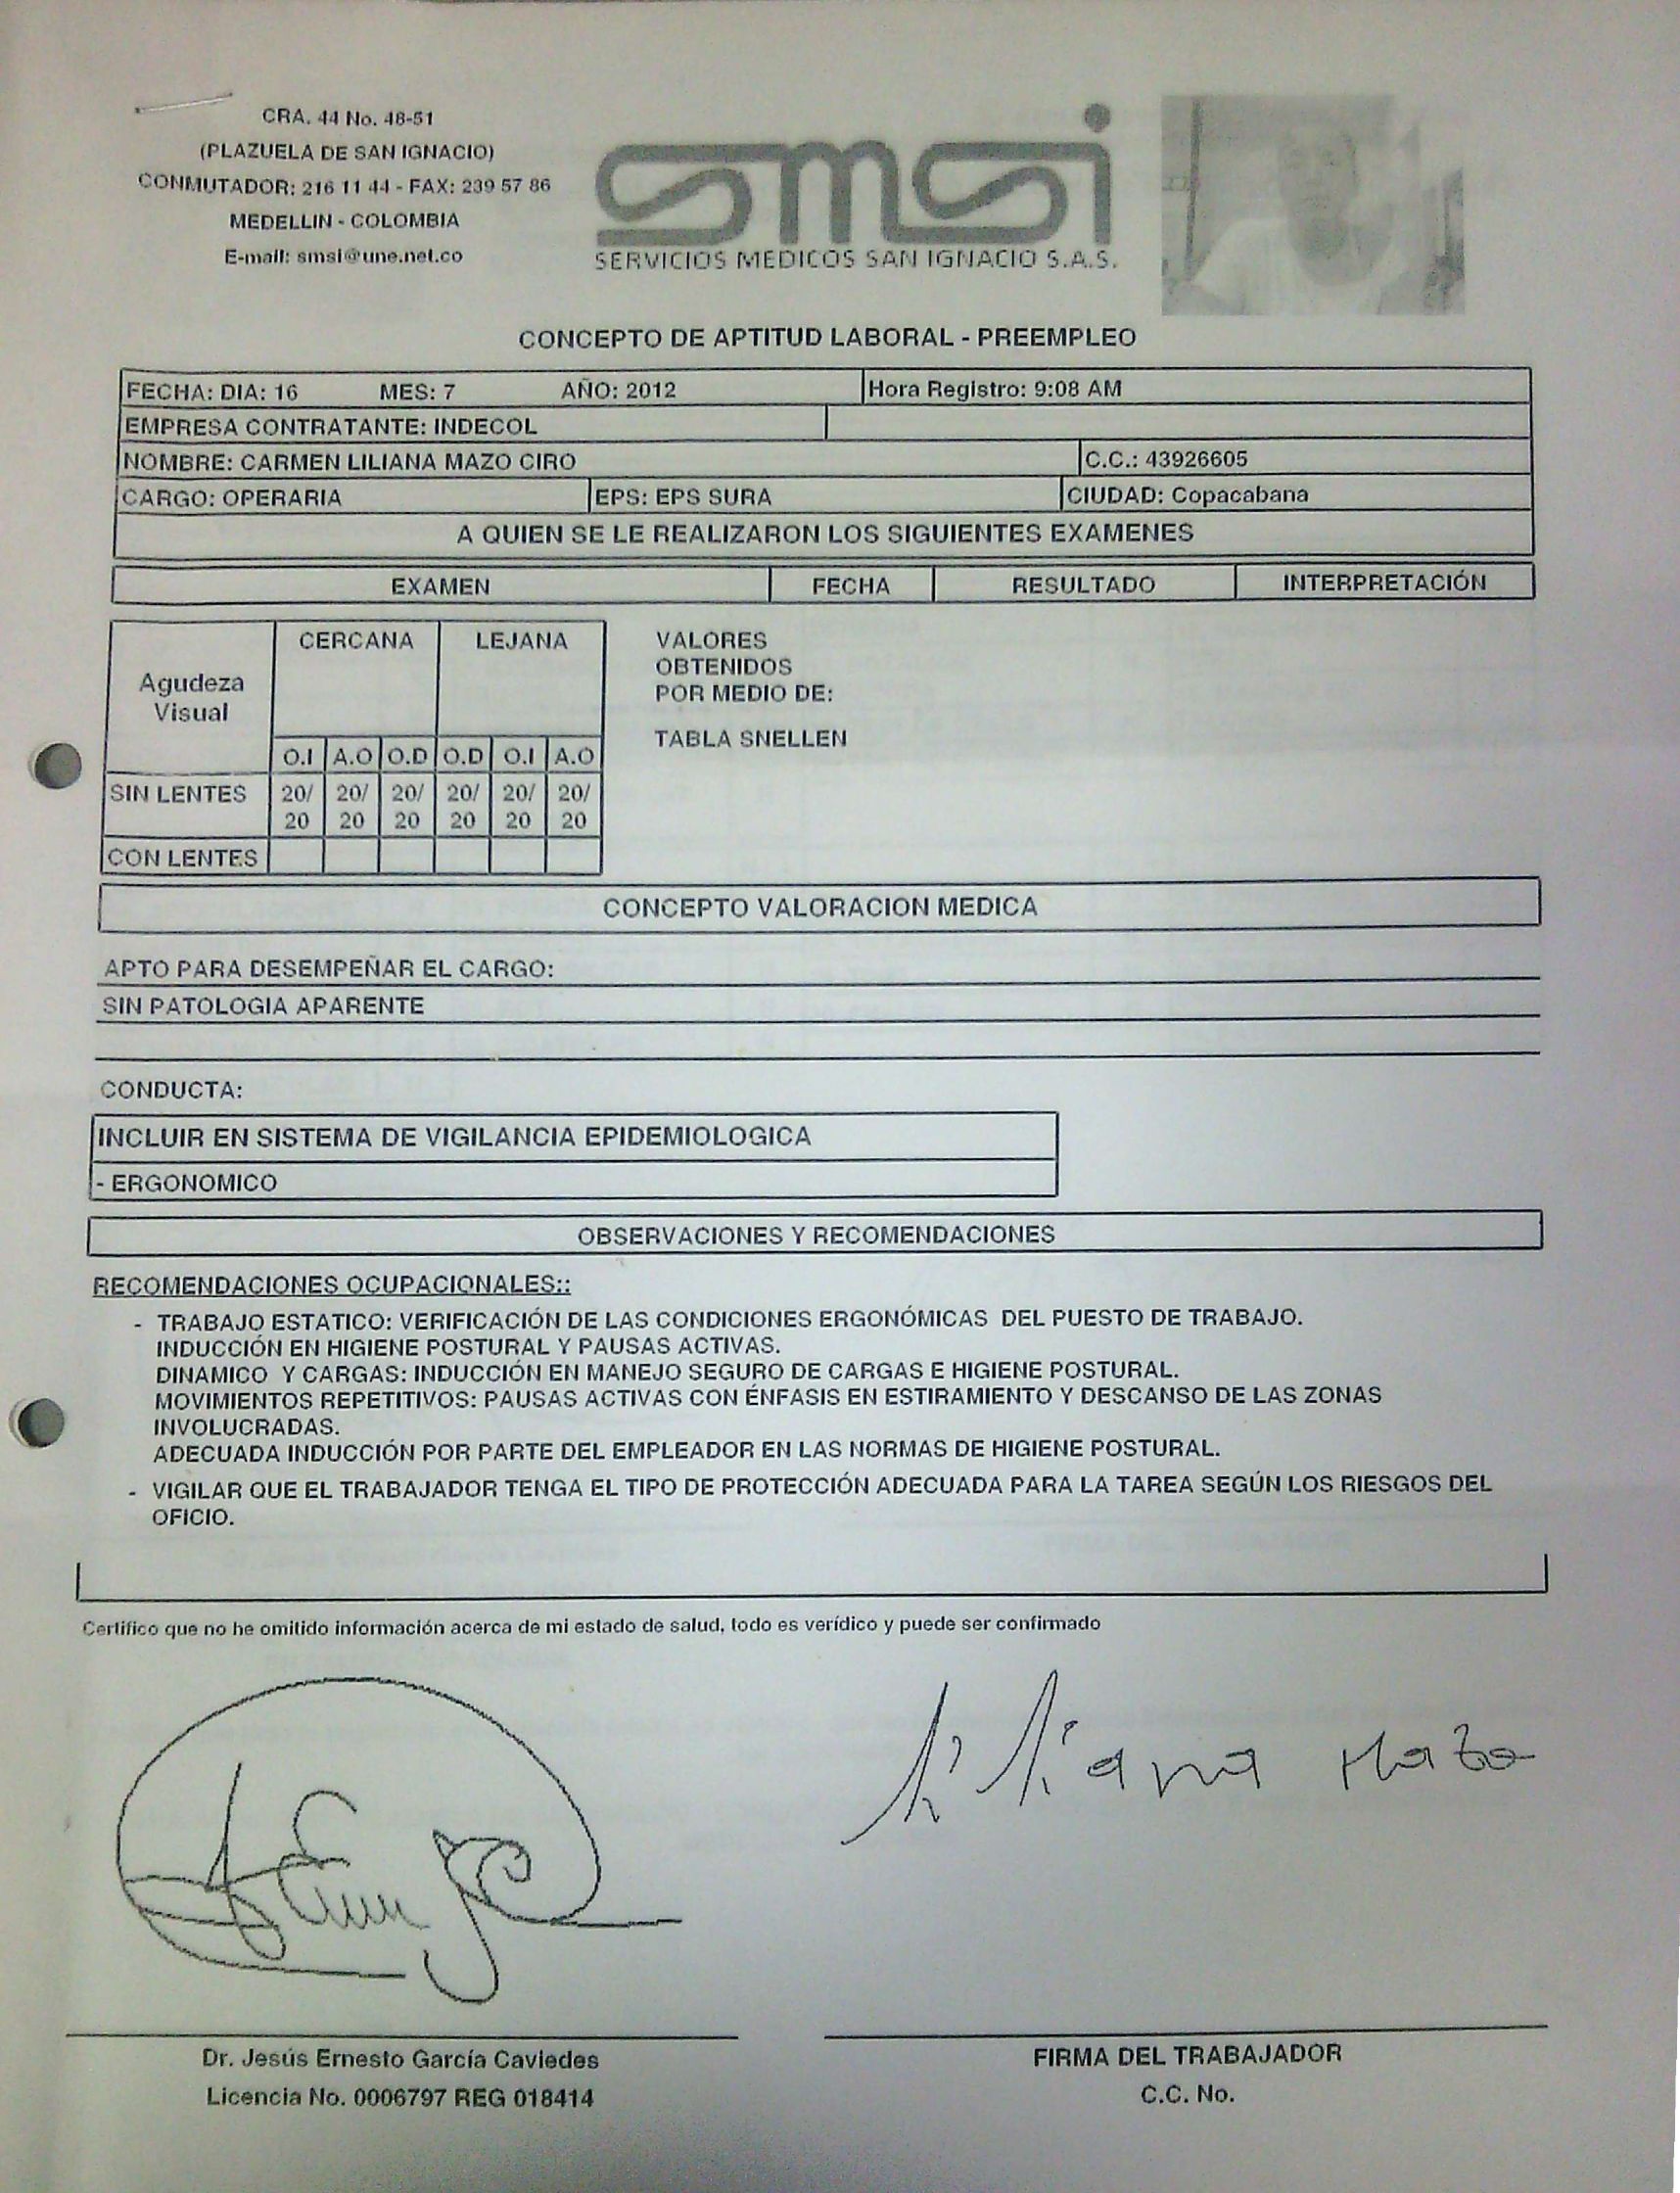 CRA. 44 No. 48-51
(PLAZUELA DE SAN IGNACIO)
CONMUTADOR: 216 11 44 - FAX: 239 57 86
MEDELLIN - COLOMBIA
E-mail: smsi@une.net.co
smsi
SERVICIOS MEDICOS SAN IGNACIO S.A.S.
CONCEPTO DE APTITUD LABORAL - PREEMPLEO
FECHA: DIA: 16 MES: 7 AÑO: 2012 Hora Registro: 9:08 AM
EMPRESA CONTRATANTE: INDECOL
NOMBRE: CARMEN LILIANA MAZO CIRO C.C.: 43926605
CARGO: OPERARIA EPS: EPS SURA CIUDAD: Copacabana
A QUIEN SE LE REALIZARON LOS SIGUIENTES EXAMENES
EXAMEN FECHA RESULTADO INTERPRETACIÓN
Agudeza
Visual
CERCANA LEJANA
O.I A.O O.D O.D O.I A.O
SIN LENTES 20/ 20/ 20/ 20/ 20/ 20/
20 20 20 20 20 20
CON LENTES
VALORES
OBTENIDOS
POR MEDIO DE:
TABLA SNELLEN
CONCEPTO VALORACION MEDICA
APTO PARA DESEMPEÑAR EL CARGO:
SIN PATOLOGIA APARENTE
CONDUCTA:
INCLUIR EN SISTEMA DE VIGILANCIA EPIDEMIOLOGICA
- ERGONOMICO
OBSERVACIONES Y RECOMENDACIONES
RECOMENDACIONES OCUPACIONALES::
- TRABAJO ESTATICO: VERIFICACIÓN DE LAS CONDICIONES ERGONÓMICAS DEL PUESTO DE TRABAJO.
INDUCCIÓN EN HIGIENE POSTURAL Y PAUSAS ACTIVAS.
DINAMICO Y CARGAS: INDUCCIÓN EN MANEJO SEGURO DE CARGAS E HIGIENE POSTURAL.
MOVIMIENTOS REPETITIVOS: PAUSAS ACTIVAS CON ÉNFASIS EN ESTIRAMIENTO Y DESCANSO DE LAS ZONAS
INVOLUCRADAS.
ADECUADA INDUCCIÓN POR PARTE DEL EMPLEADOR EN LAS NORMAS DE HIGIENE POSTURAL.
- VIGILAR QUE EL TRABAJADOR TENGA EL TIPO DE PROTECCIÓN ADECUADA PARA LA TAREA SEGÚN LOS RIESGOS DEL
OFICIO.
Certifico que no he omitido información acerca de mi estado de salud, todo es verídico y puede ser confirmado
Liliana Mazo
Dr. Jesús Ernesto García Caviedes
Licencia No. 0006797 REG 018414
FIRMA DEL TRABAJADOR
C.C. No.